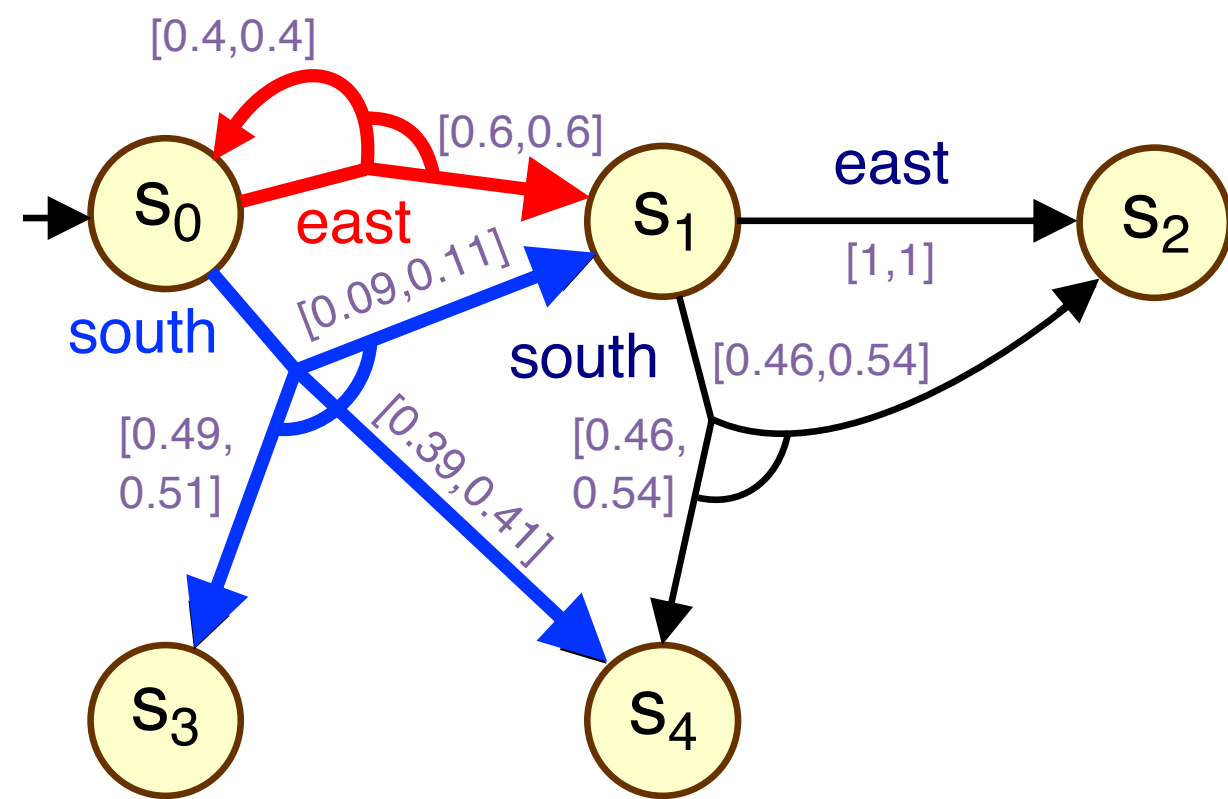 [0.4,0.4]
[0.6,0.6]
east
s0
s1
s2
east
[0.09,0.11]
[1,1]
south
south
[0.46,0.54]
[0.49,
0.51]
[0.39,0.41]
[0.46,
0.54]
s3
s4